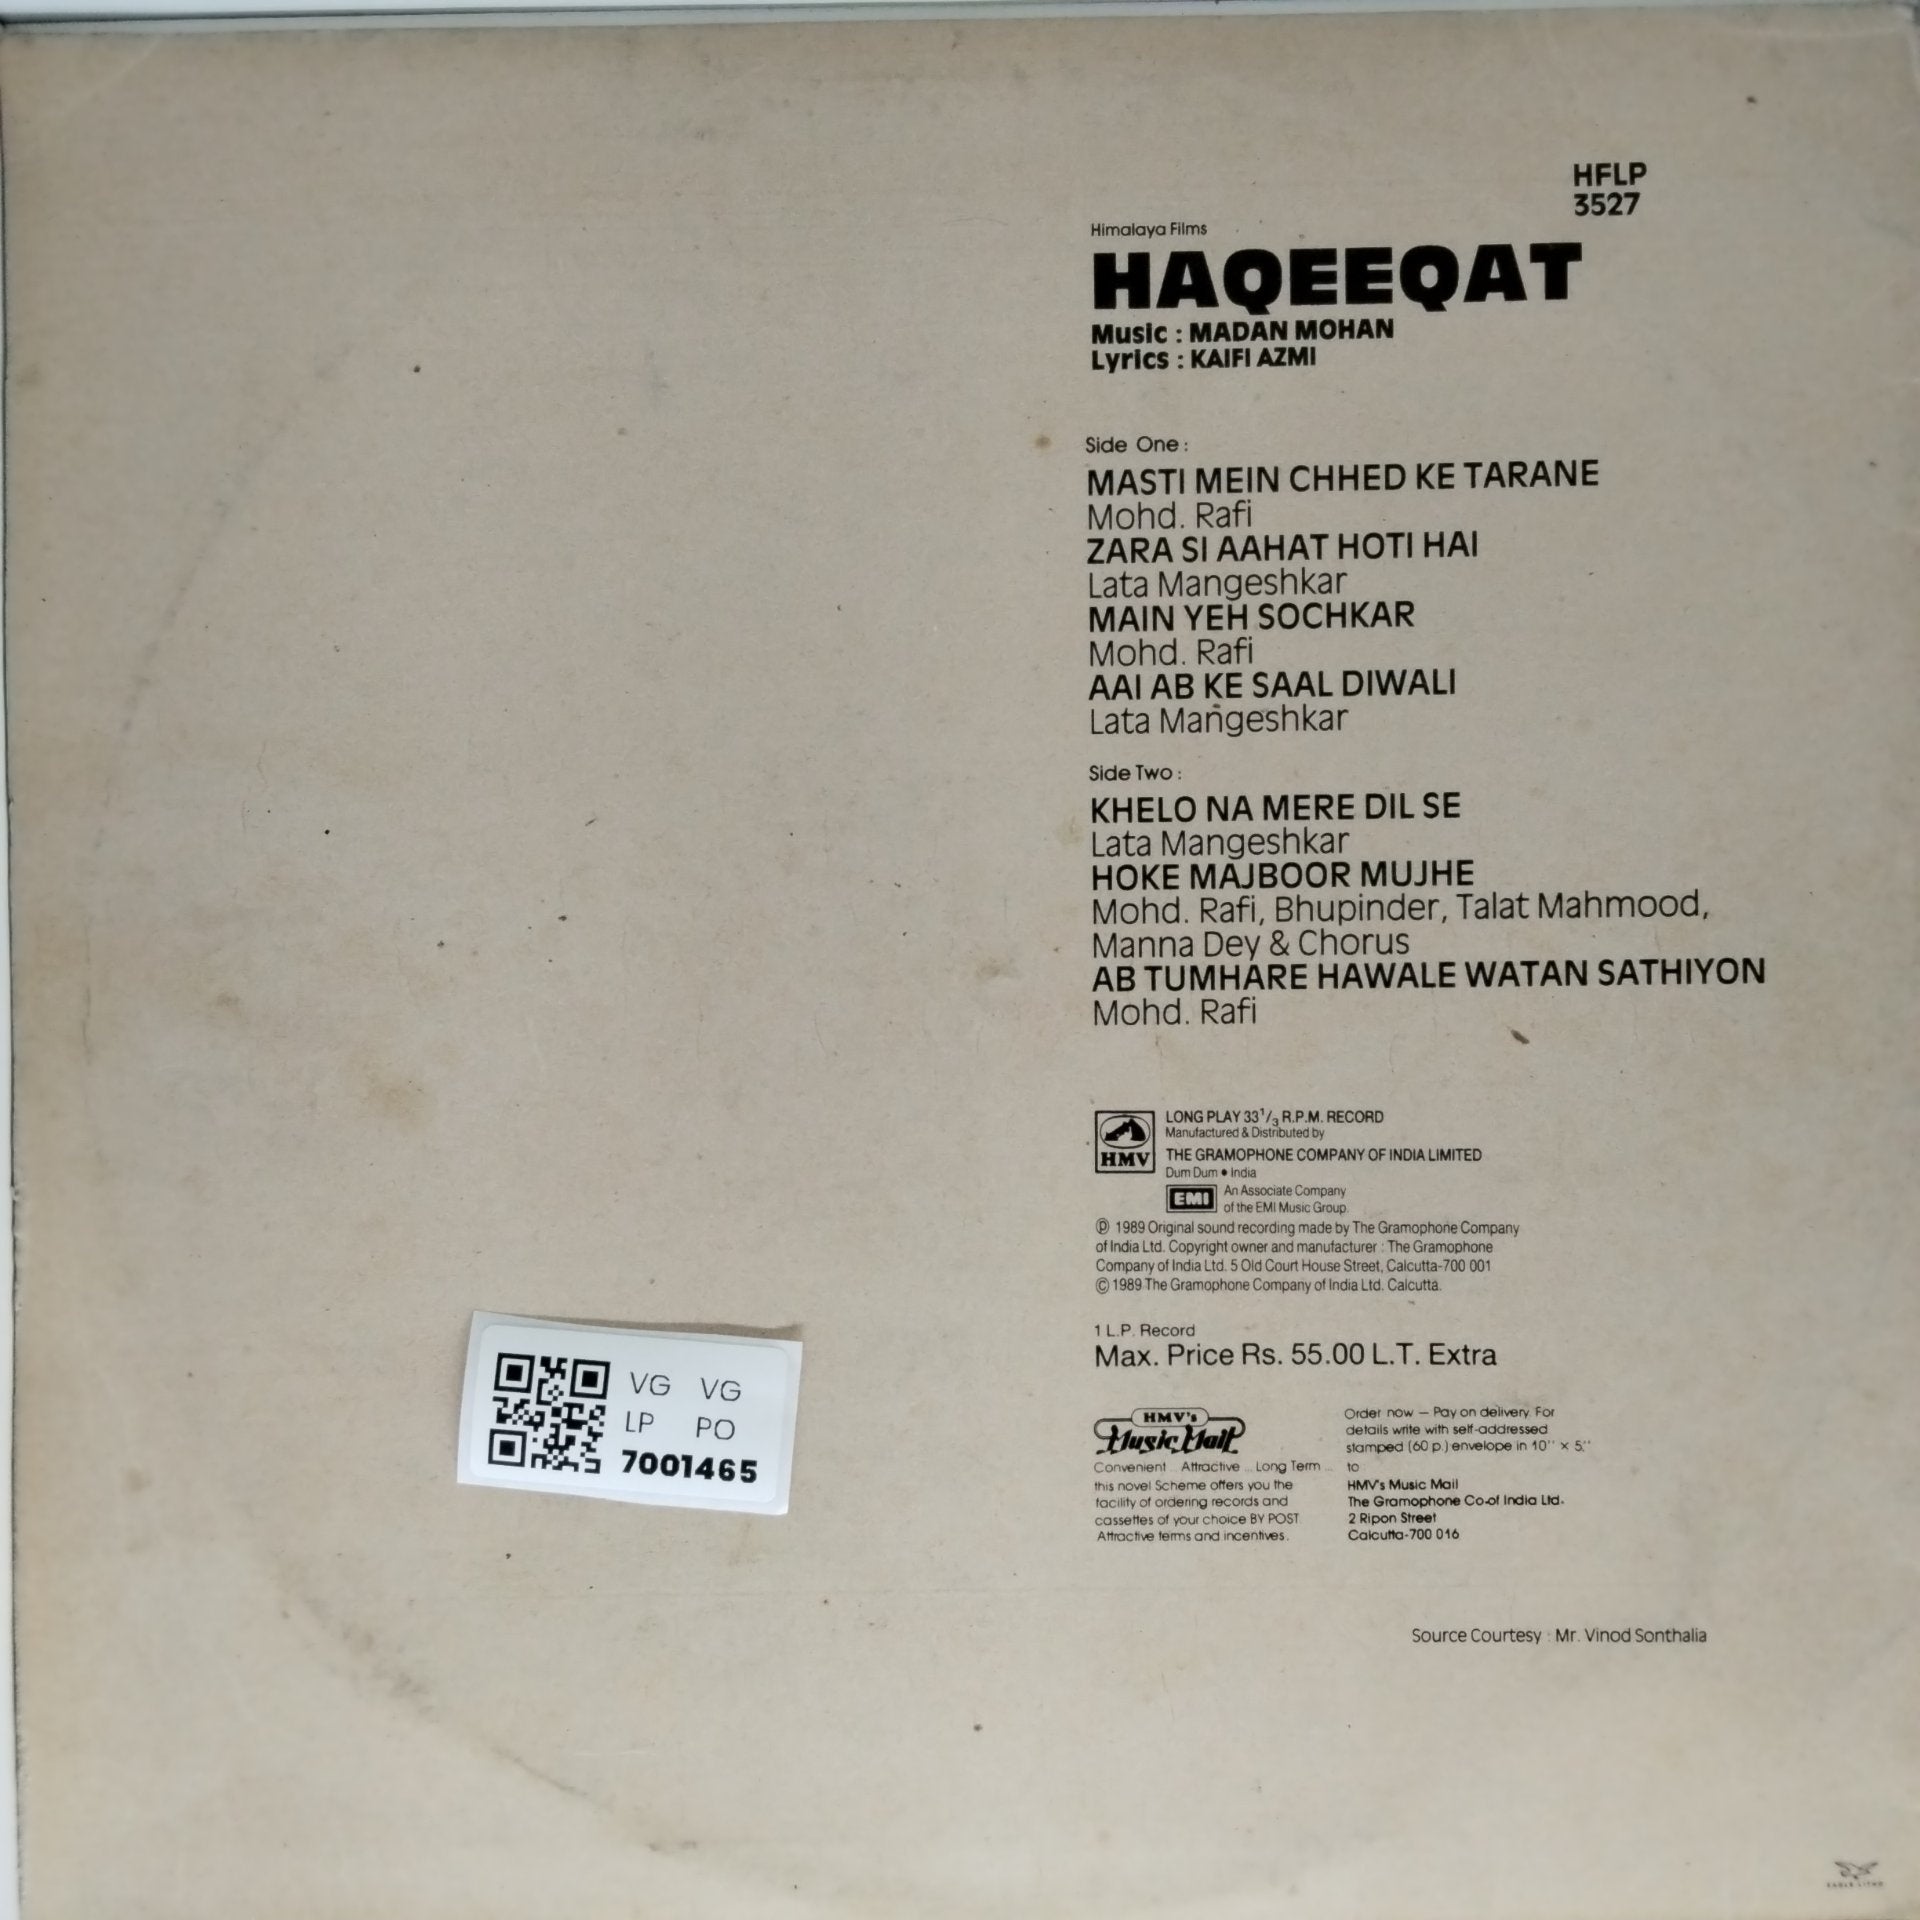 HFLP
3527
Himalaya Films
HAQEEQAT
Music : MADAN MOHAN
Lyrics : KAIFI AZMI
Side One :
MASTI MEIN CHHED KE TARANE
Mohd. Rafi
ZARA SI AAHAT HOTI HAI
Lata Mangeshkar
MAIN YEH SOCHKAR
Mohd. Rafi
AAI AB KE SAAL DIWALI
Lata Mangeshkar
Side Two :
KHELO NA MERE DIL SE
Lata Mangeshkar
HOKE MAJBOOR MUJHE
Mohd. Rafi, Bhupinder, Talat Mahmood,
Manna Dey & Chorus
AB TUMHARE HAWALE WATAN SATHIYON
Mohd. Rafi
HMV
LONG PLAY 33 1/3 R.P.M. RECORD
Manufactured & Distributed by
THE GRAMOPHONE COMPANY OF INDIA LIMITED
Dum Dum • India
EMI
An Associate Company
of the EMI Music Group.
℗ 1989 Original sound recording made by The Gramophone Company
of India Ltd. Copyright owner and manufacturer : The Gramophone
Company of India Ltd. 5 Old Court House Street, Calcutta-700 001
© 1989 The Gramophone Company of India Ltd. Calcutta.
1 L.P. Record
Max. Price Rs. 55.00 L.T. Extra
HMV's
Music Mail
Convenient ... Attractive ... Long Term ...
this novel Scheme offers you the
facility of ordering records and
cassettes of your choice BY POST.
Attractive terms and incentives.
Order now – Pay on delivery. For
details write with self-addressed
stamped (60 p.) envelope in 10" × 5"
to
HMV's Music Mail
The Gramophone Co.of India Ltd.
2 Ripon Street
Calcutta-700 016
Source Courtesy : Mr. Vinod Sonthalia
VG VG
LP PO
7001465
EAGLE LITHO